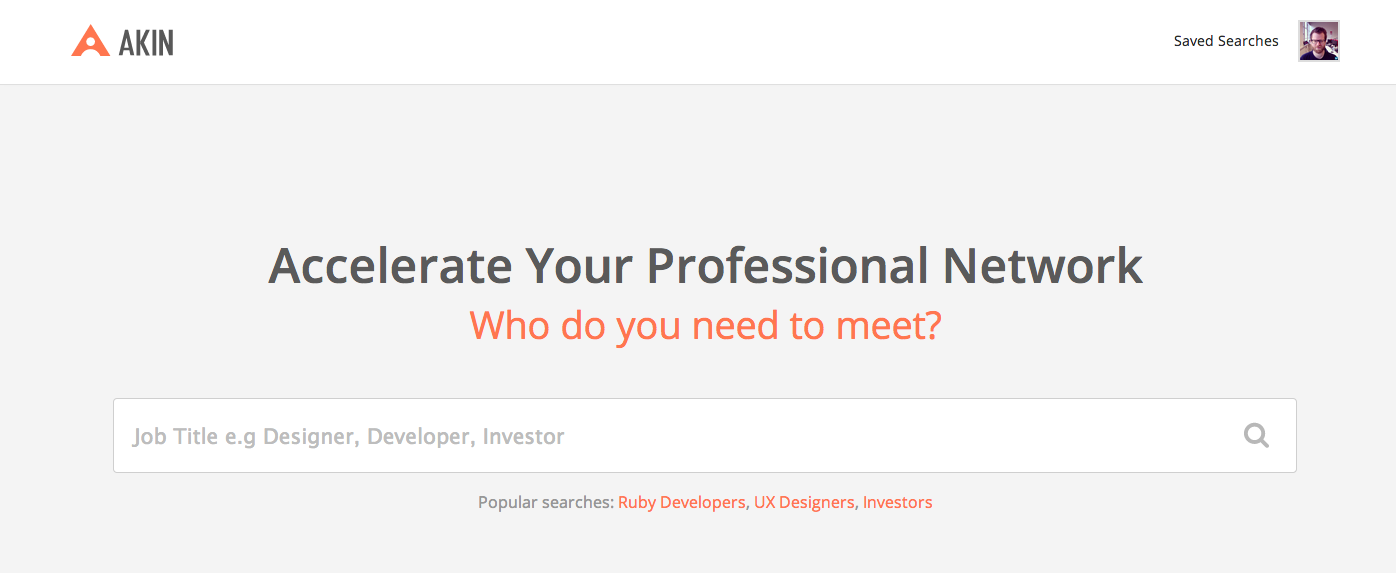 AKIN
Saved Searches
Accelerate Your Professional Network
Who do you need to meet?
Job Title e.g Designer, Developer, Investor
Popular searches: Ruby Developers, UX Designers, Investors